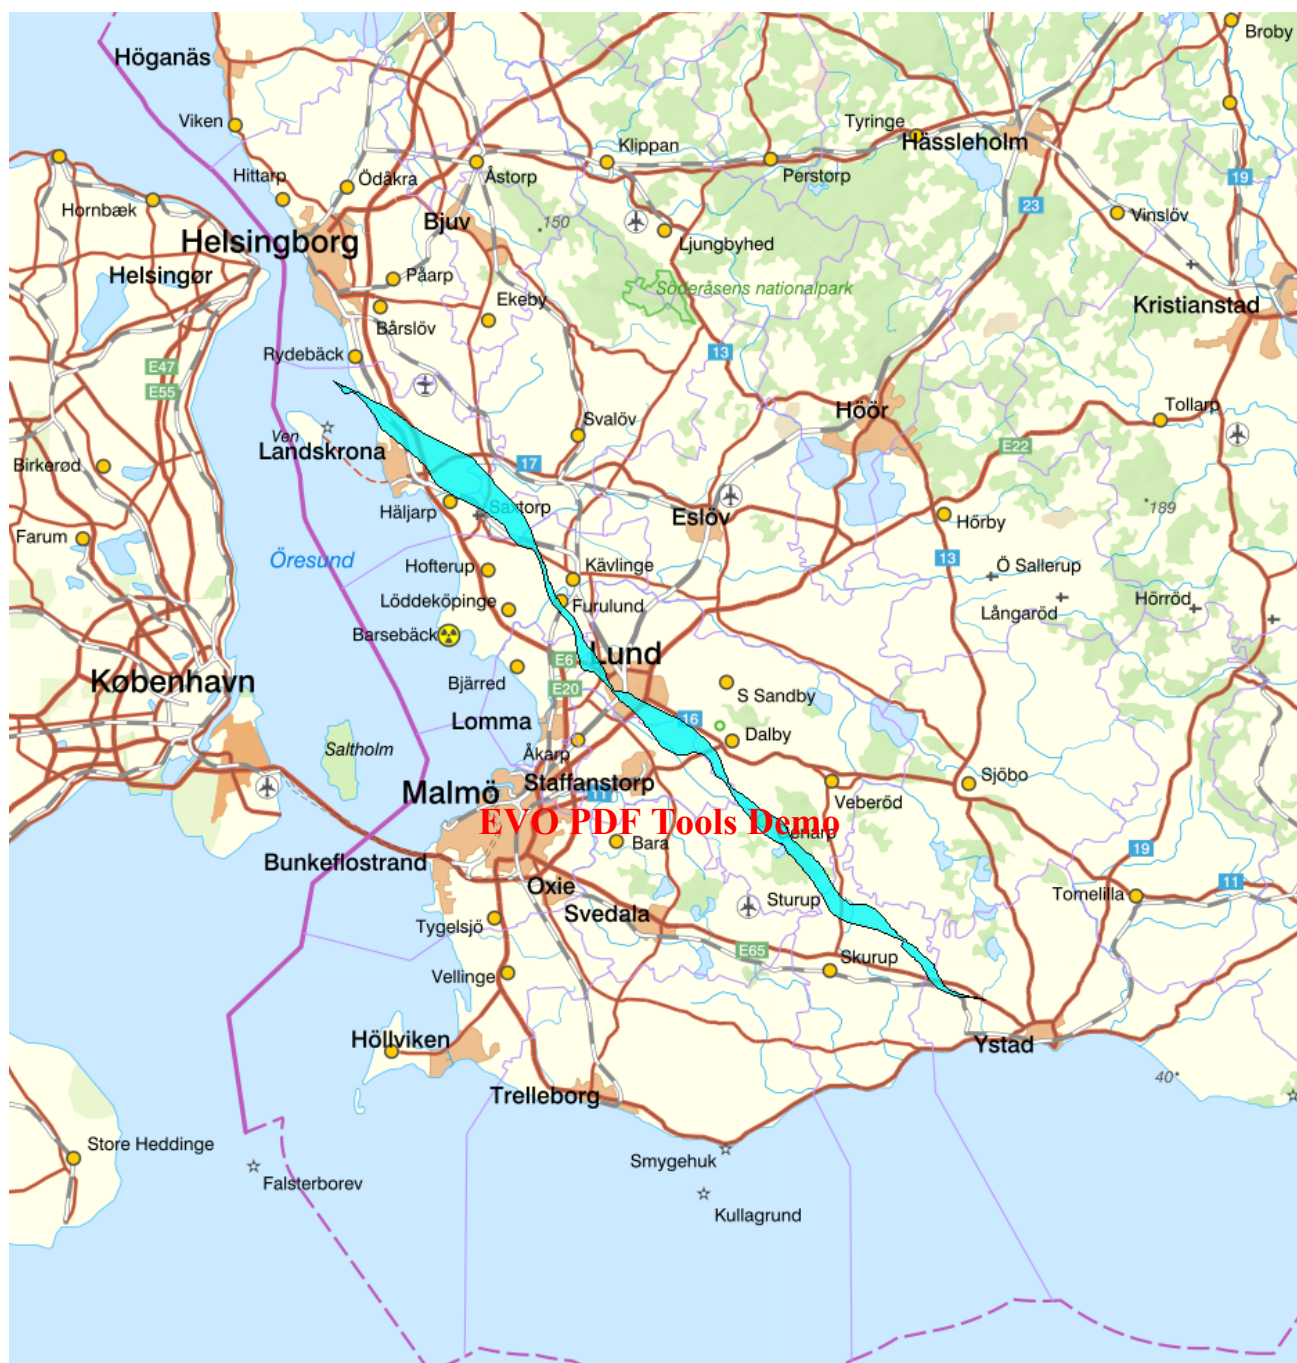 Broby
Höganäs
Viken
Tyringe
Hässleholm
Klippan
Åstorp
Perstorp
19
Hittarp
Ödåkra
Hornbæk
Bjuv
150
23
Vinslöv
Helsingborg
Ljungbyhed
Helsingør
Påarp
Söderåsens nationalpark
Ekeby
Kristianstad
Bårslöv
Rydebäck
13
E47
E55
Höör
Tollarp
Svalöv
Ven
Landskrona
E22
Birkerød
17
Häljarp
Saxtorp
Eslöv
Hörby
189
Farum
Öresund
Hofterup
Kävlinge
13
Ö Sallerup
Löddeköpinge
Furulund
Långaröd
Hörröd
Barsebäck
E6
Lund
København
Bjärred
E20
S Sandby
Lomma
16
Dalby
Saltholm
Åkarp
Staffanstorp
Sjöbo
Malmö
11
Veberöd
EVO PDF Tools Demo
Bara
19
Bunkeflostrand
Oxie
Sturup
Tomelilla
11
Svedala
Tygelsjö
E65
Skurup
Vellinge
Höllviken
Ystad
40
Trelleborg
Store Heddinge
Smygehuk
Falsterborev
Kullagrund